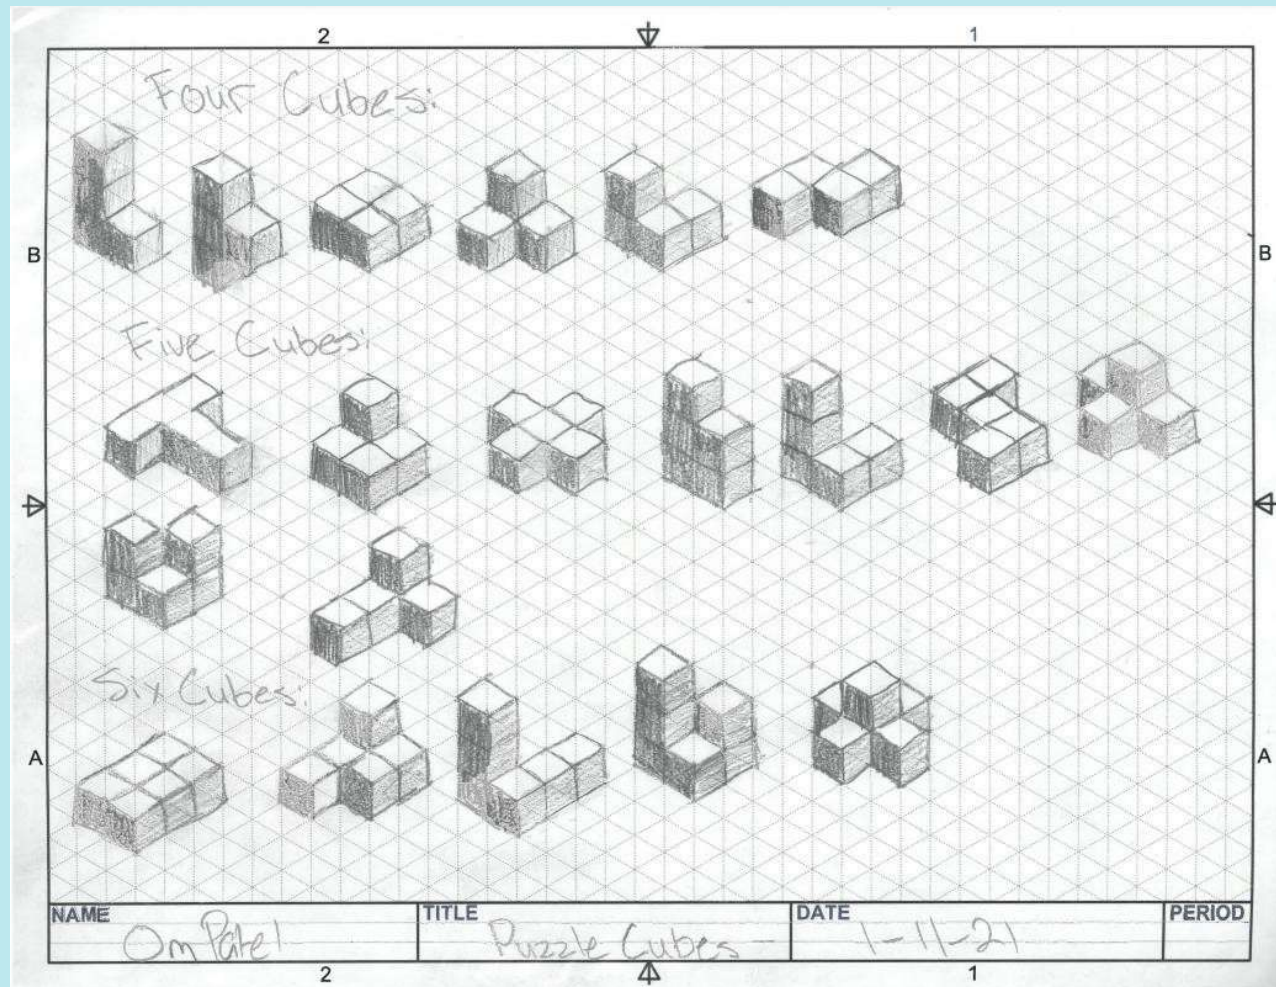 2 1
Four Cubes:
B B
Five Cubes:
Six Cubes:
A A
NAME TITLE DATE PERIOD
Om Patel Puzzle Cubes - 1-11-21
2 1